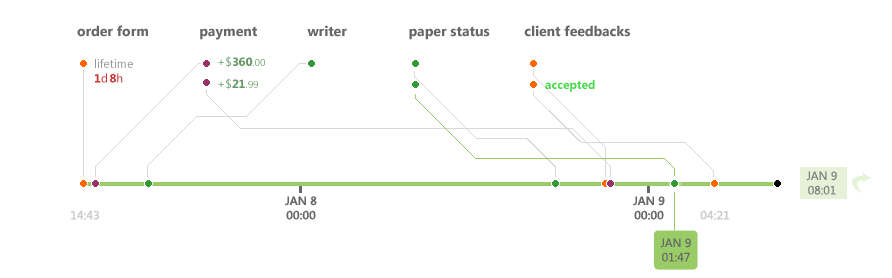 order form
payment
writer
paper status
client feedbacks
lifetime
1d 8h
+$360.00
+$21.99
accepted
14:43
JAN 8
00:00
JAN 9
00:00
04:21
JAN 9
08:01
JAN 9
01:47